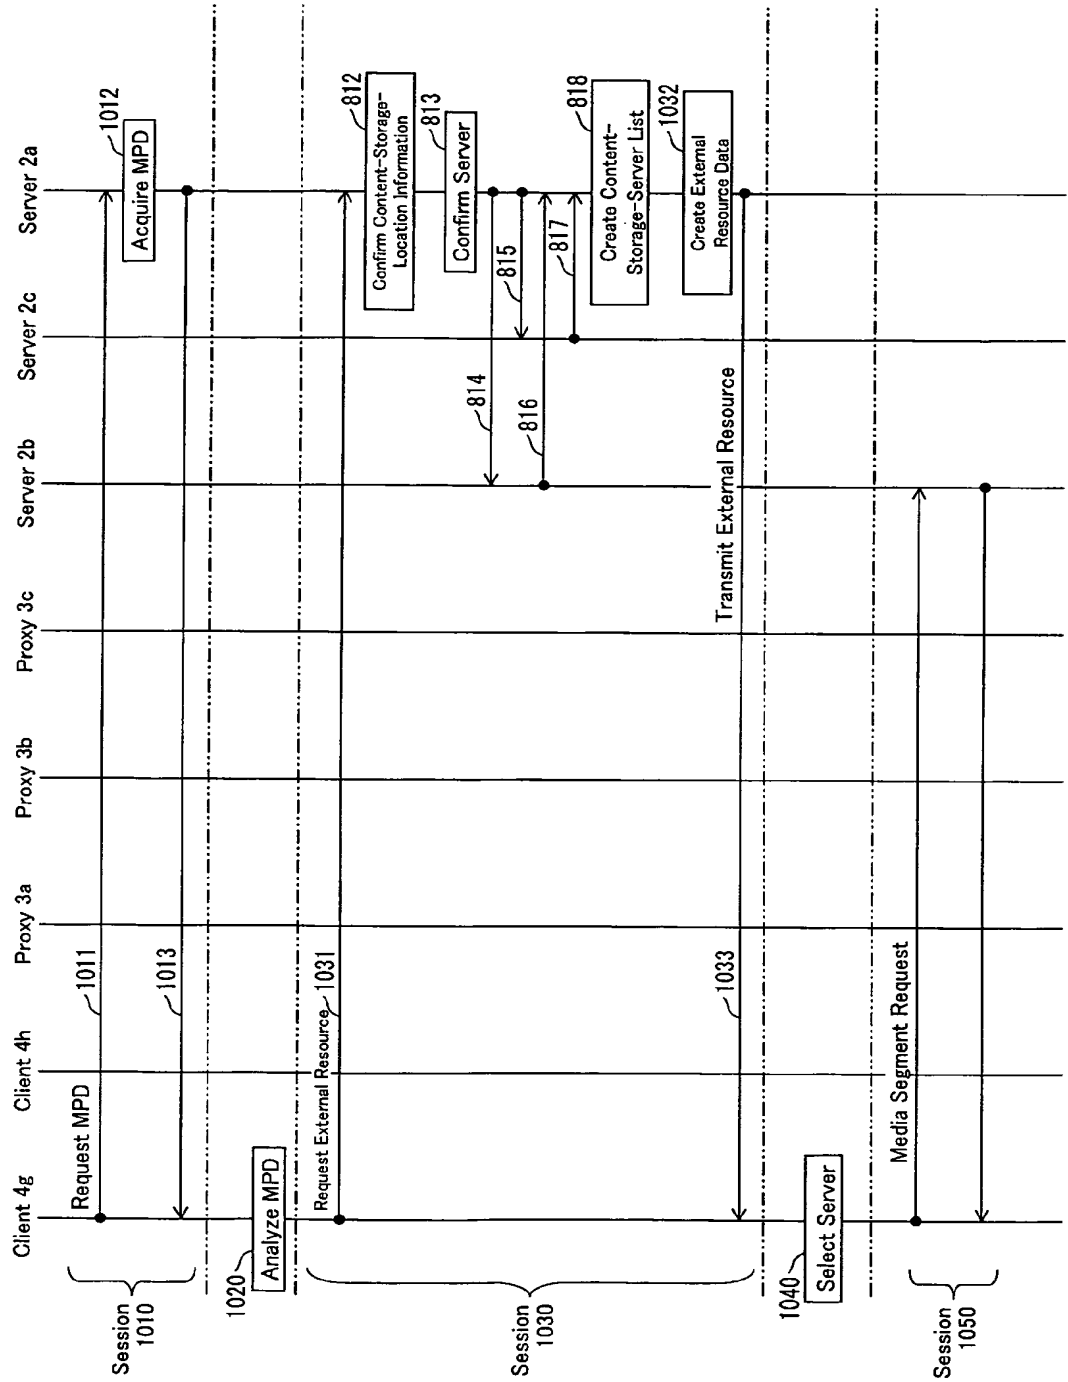 Client 4g
Client 4h
Proxy 3a
Proxy 3b
Proxy 3c
Server 2b
Server 2c
Server 2a
Session
1010
Request MPD
1011
1012
Acquire MPD
1013
1020
Analyze MPD
Session
1030
Request External Resource
1031
812
Confirm Content-Storage-
Location Information
813
Confirm Server
814
815
816
817
818
Create Content-
Storage-Server List
1032
Create External
Resource Data
Transmit External Resource
1033
1040
Select Server
Session
1050
Media Segment Request